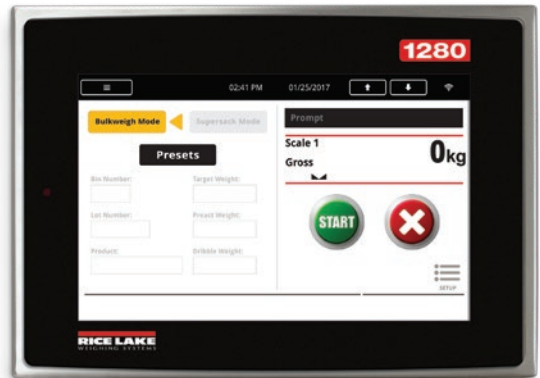 1280
02:41 PM 01/25/2017
Bulkweigh Mode Supersack Mode
Prompt
Presets
Scale 1
Gross
0kg
Bin Number: Target Weight:
Lot Number: Preact Weight:
Product: Dribble Weight:
START
SETUP
RICE LAKE
WEIGHING SYSTEMS